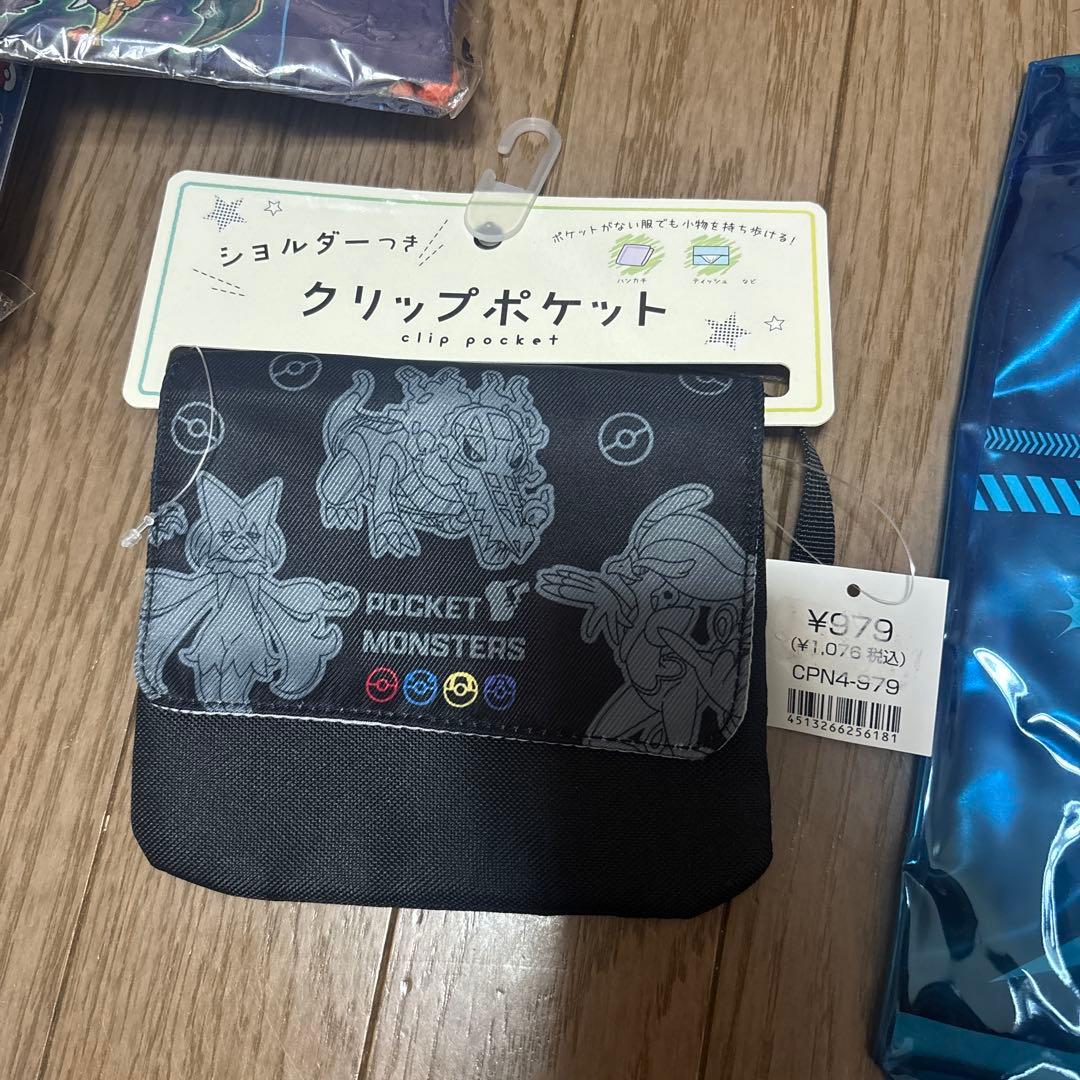 ショルダーつき
ポケットがない服でも小物を持ち歩ける!
ハンカチ
ティッシュ
など
クリップポケット
clip pocket
POCKET
MONSTERS
¥979
(¥1,076 税込)
CPN4-979
4513266256181